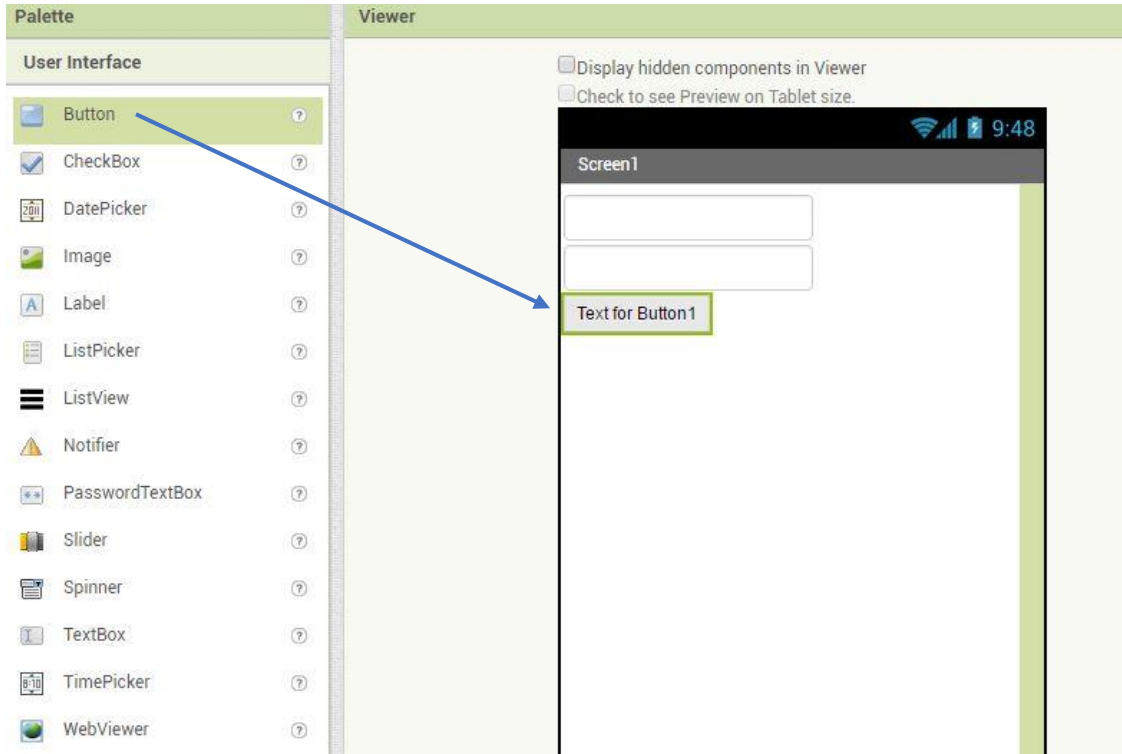 Palette
User Interface
Button
CheckBox
DatePicker
Image
Label
ListPicker
ListView
Notifier
PasswordTextBox
Slider
Spinner
TextBox
TimePicker
WebViewer
Viewer
Display hidden components in Viewer
Check to see Preview on Tablet size.
9:48
Screen1
Text for Button1